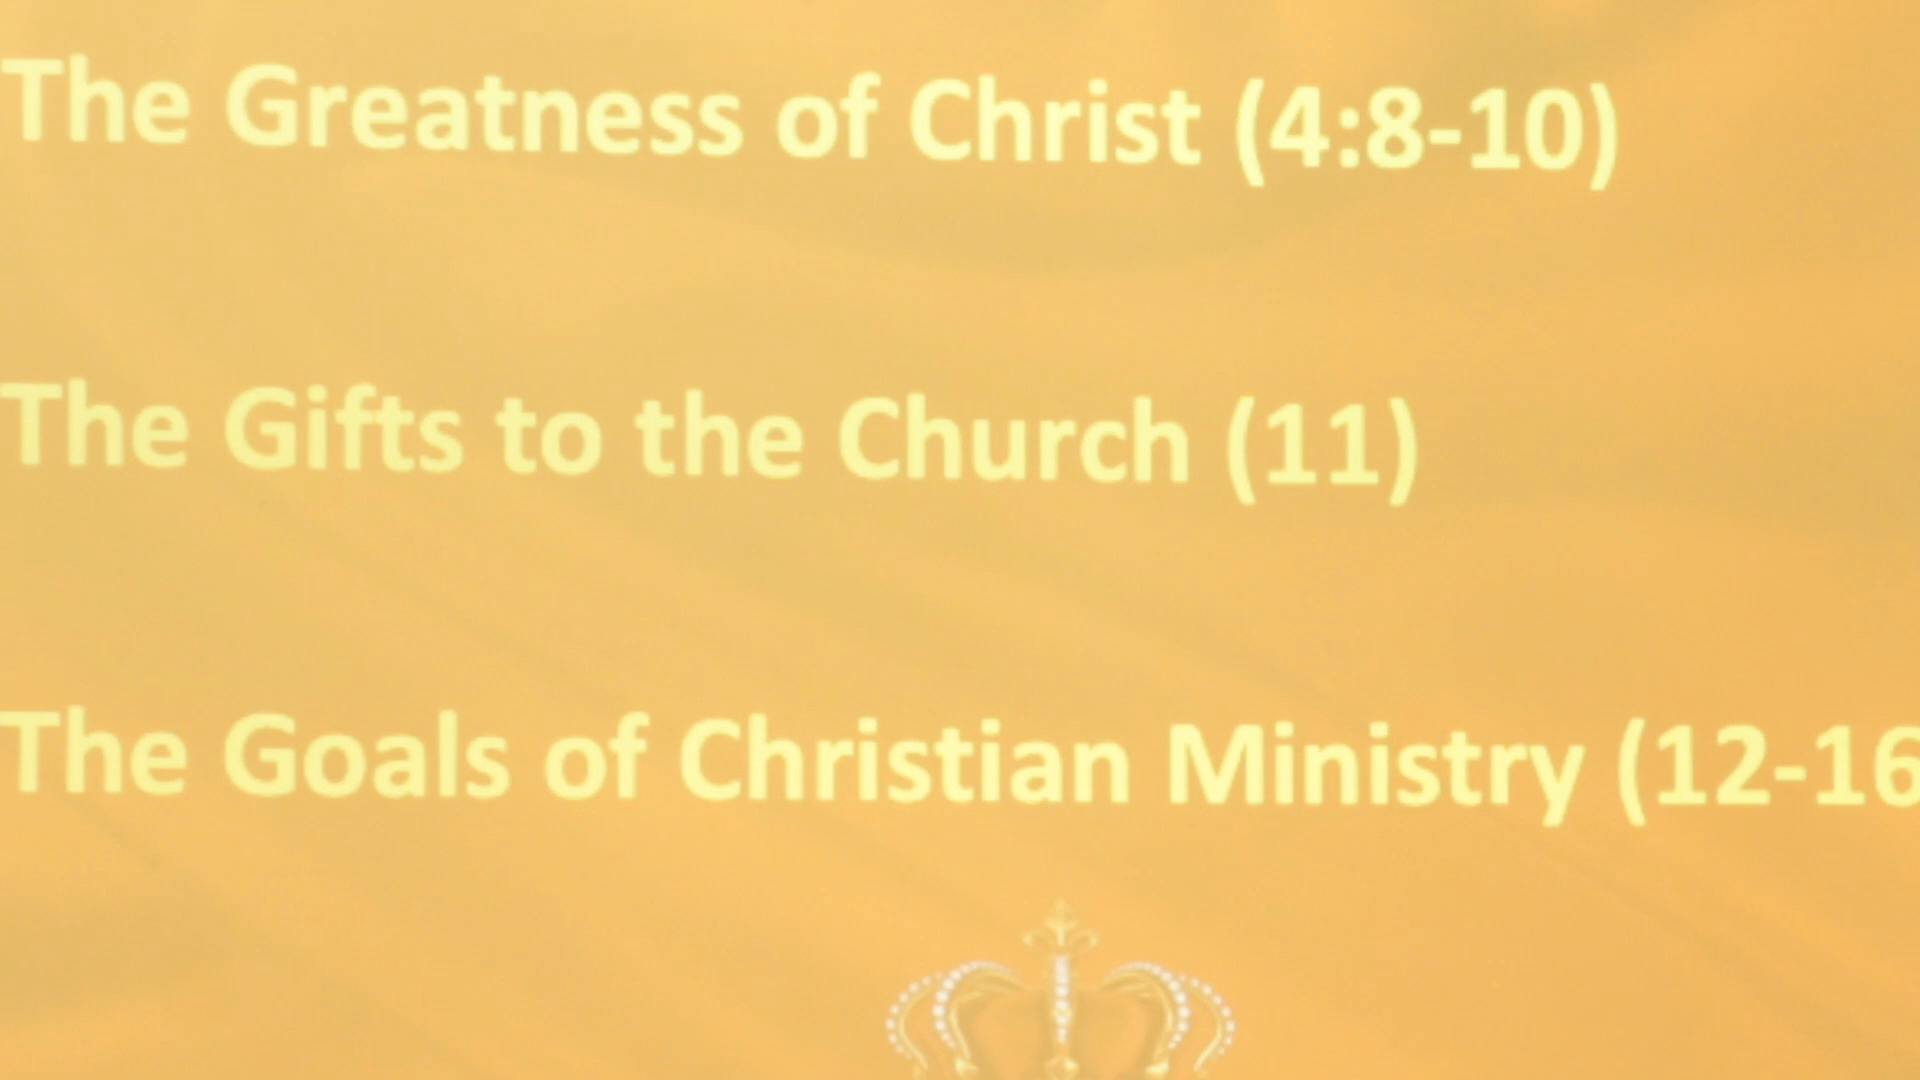 The Greatness of Christ (4:8-10)
The Gifts to the Church (11)
The Goals of Christian Ministry (12-16